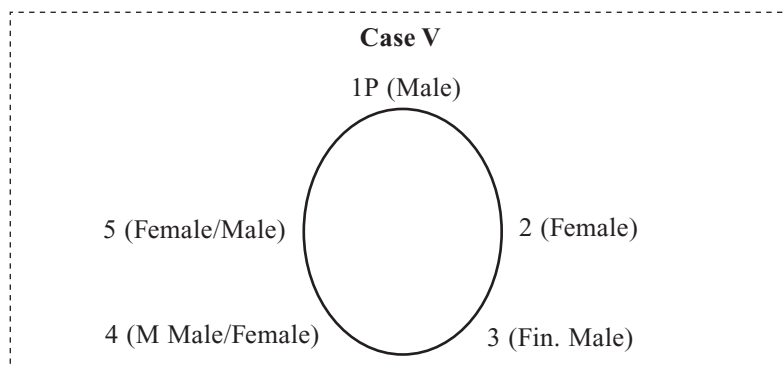 Case V
1P (Male)
5 (Female/Male)
2 (Female)
4 (M Male/Female)
3 (Fin. Male)